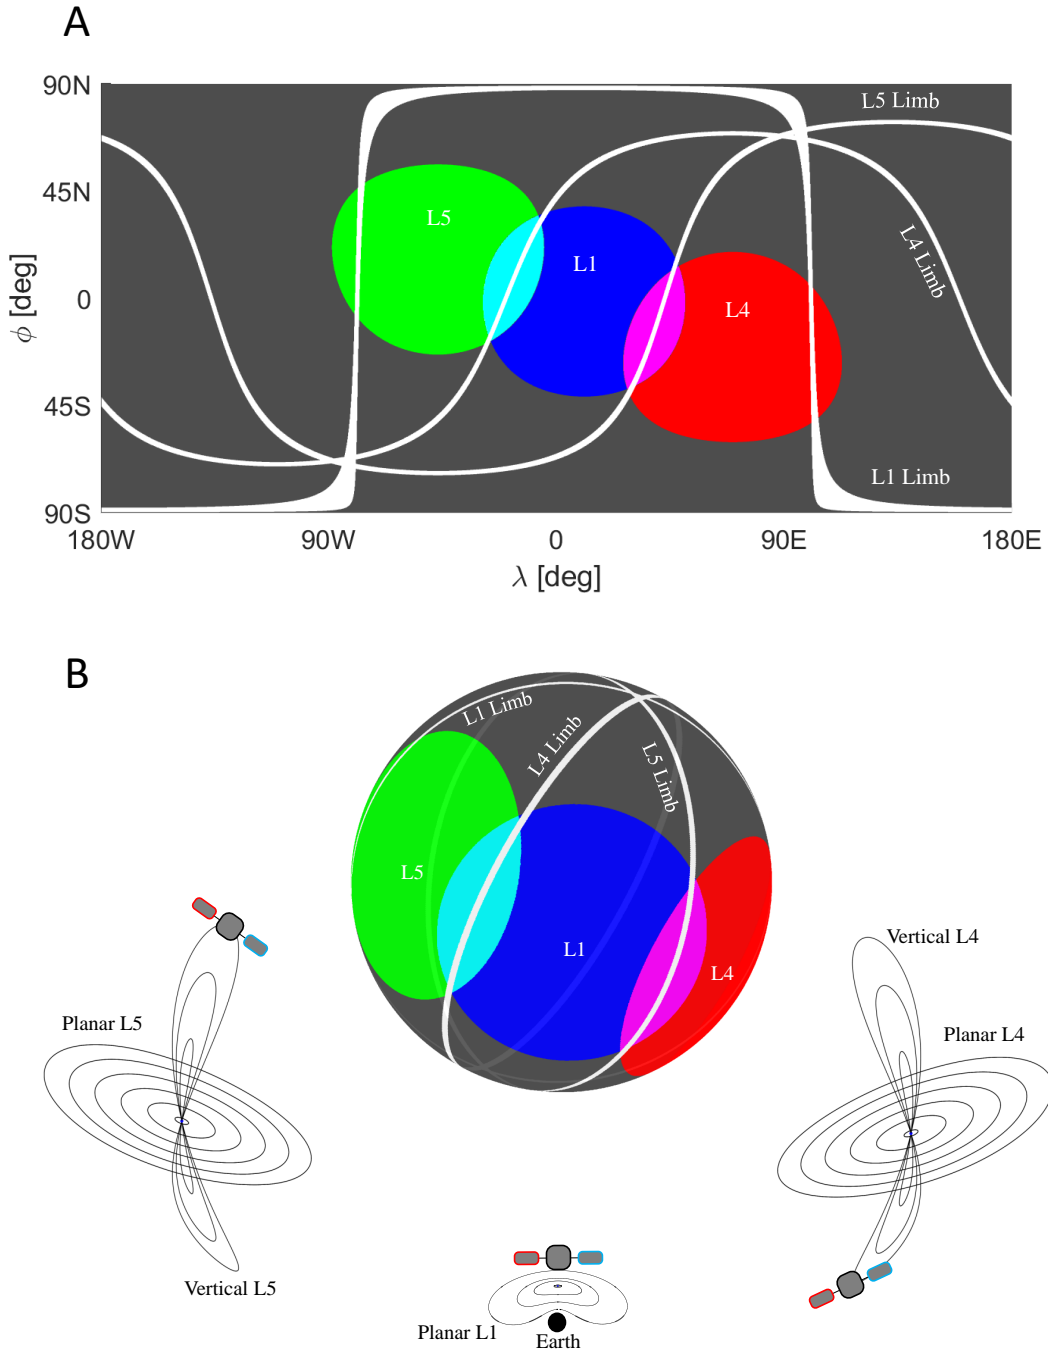 A
90N
45N
0
45S
90S
ϕ [deg]
L5 Limb
L5
L1
L4 Limb
L4
L1 Limb
180W
90W
0
90E
180E
λ [deg]
B
L1 Limb
L4 Limb
L5 Limb
L5
L1
L4
Vertical L4
Planar L5
Planar L4
Vertical L5
Planar L1
Earth